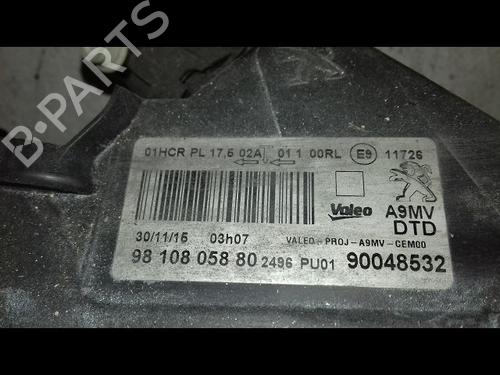 B-PARTS
01HCR PL 17,5 02A 01 1 00RL E9 11726
Valeo A9MV
DTD
30/11/15 03h07 VALEO-PROJ-A9MV-CEM00
98 108 058 80 2496 PU01 90048532